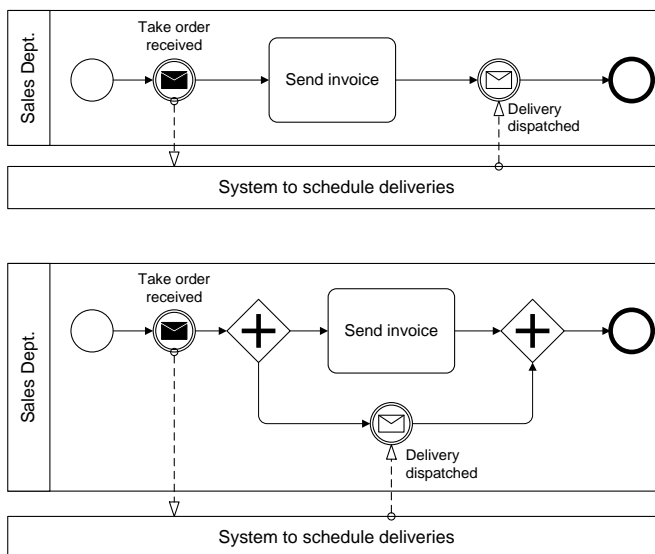 Take order
received
Sales Dept.
Send invoice
Delivery
dispatched
System to schedule deliveries
Take order
received
Sales Dept.
Send invoice
Delivery
dispatched
System to schedule deliveries